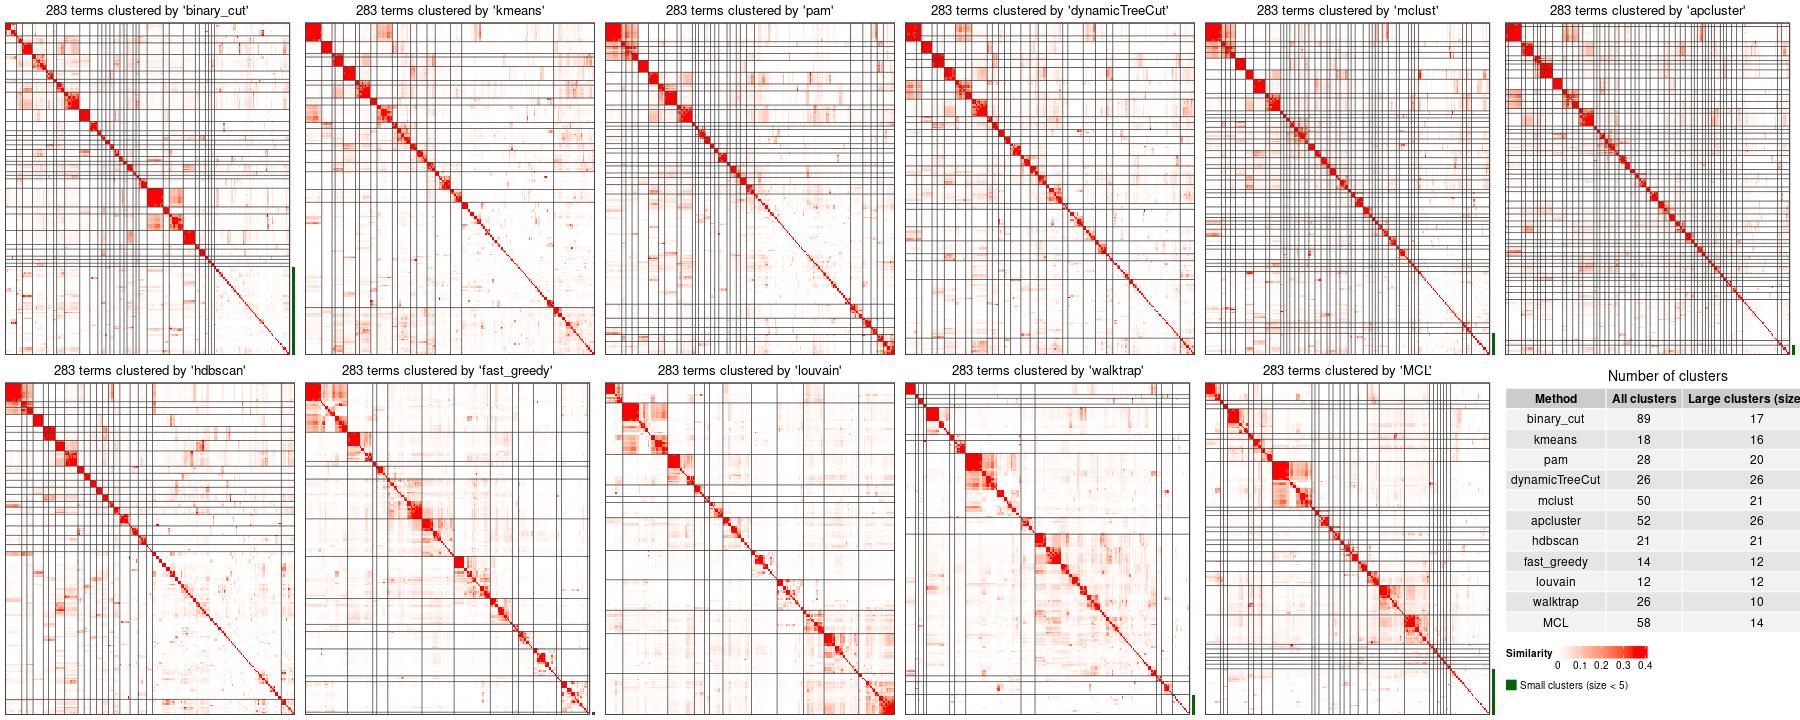 283 terms clustered by 'binary_cut'
283 terms clustered by 'kmeans'
283 terms clustered by 'pam'
283 terms clustered by 'dynamicTreeCut'
283 terms clustered by 'mclust'
283 terms clustered by 'apcluster'
283 terms clustered by 'hdbscan'
283 terms clustered by 'fast_greedy'
283 terms clustered by 'louvain'
283 terms clustered by 'walktrap'
283 terms clustered by 'MCL'
Number of clusters
Method All clusters Large clusters (size
binary_cut 89 17
kmeans 18 16
pam 28 20
dynamicTreeCut 26 26
mclust 50 21
apcluster 52 26
hdbscan 21 21
fast_greedy 14 12
louvain 12 12
walktrap 26 10
MCL 58 14
Similarity
0 0.1 0.2 0.3 0.4
Small clusters (size < 5)